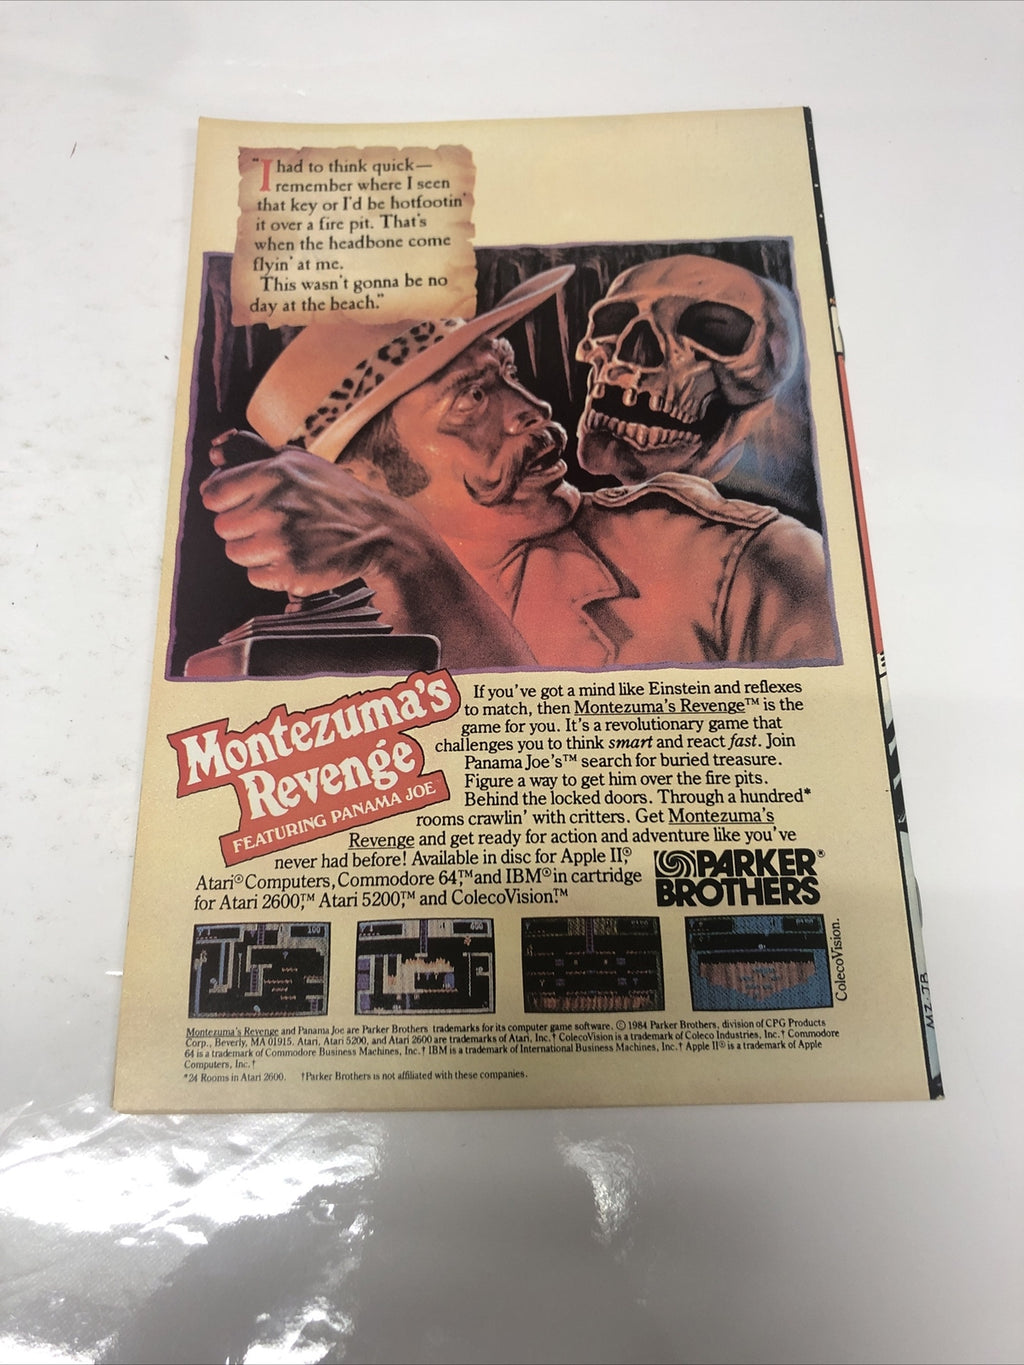 "I had to think quick—
remember where I seen
that key or I'd be hotfootin'
it over a fire pit. That's
when the headbone come
flyin' at me.
This wasn't gonna be no
day at the beach."
Montezuma's
Revenge
FEATURING PANAMA JOE
If you've got a mind like Einstein and reflexes
to match, then Montezuma's Revenge™ is the
game for you. It's a revolutionary game that
challenges you to think smart and react fast. Join
Panama Joe's™ search for buried treasure.
Figure a way to get him over the fire pits.
Behind the locked doors. Through a hundred*
rooms crawlin' with critters. Get Montezuma's
Revenge and get ready for action and adventure like you've
never had before! Available in disc for Apple II®,
Atari® Computers, Commodore 64,™ and IBM® in cartridge
for Atari 2600,™ Atari 5200,™ and ColecoVision.™
PARKER®
BROTHERS
ColecoVision.
Montezuma's Revenge and Panama Joe are Parker Brothers trademarks for its computer game software. © 1984 Parker Brothers, division of CPG Products
Corp., Beverly, MA 01915. Atari, Atari 5200, and Atari 2600 are trademarks of Atari, Inc.† ColecoVision is a trademark of Coleco Industries, Inc.† Commodore
64 is a trademark of Commodore Business Machines, Inc.† IBM is a trademark of International Business Machines, Inc.† Apple II® is a trademark of Apple
Computers, Inc.†
*24 Rooms in Atari 2600. †Parker Brothers is not affiliated with these companies.